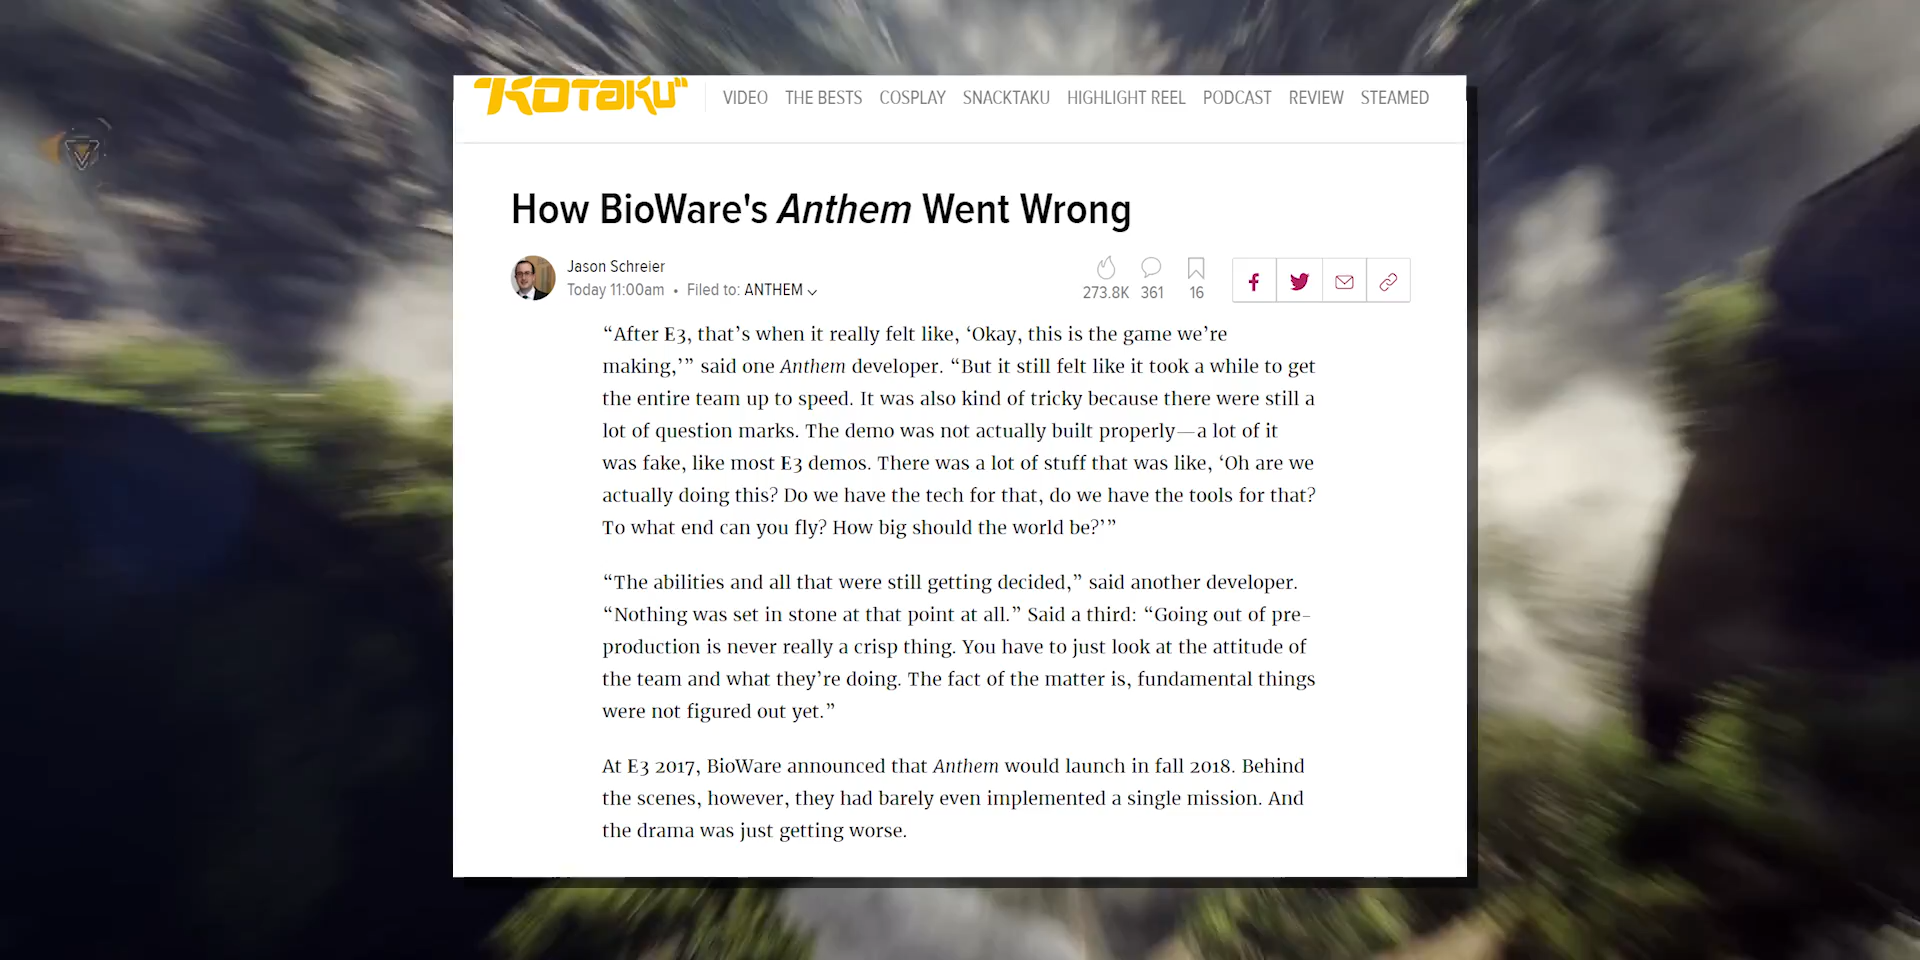 KOTAKU VIDEO THE BESTS COSPLAY SNACKTAKU HIGHLIGHT REEL PODCAST REVIEW STEAMED
How BioWare's Anthem Went Wrong
Jason Schreier
Today 11:00am • Filed to: ANTHEM
273.8K 361 16
“After E3, that’s when it really felt like, ‘Okay, this is the game we’re
making,’” said one Anthem developer. “But it still felt like it took a while to get
the entire team up to speed. It was also kind of tricky because there were still a
lot of question marks. The demo was not actually built properly—a lot of it
was fake, like most E3 demos. There was a lot of stuff that was like, ‘Oh are we
actually doing this? Do we have the tech for that, do we have the tools for that?
To what end can you fly? How big should the world be?’”
“The abilities and all that were still getting decided,” said another developer.
“Nothing was set in stone at that point at all.” Said a third: “Going out of pre-
production is never really a crisp thing. You have to just look at the attitude of
the team and what they’re doing. The fact of the matter is, fundamental things
were not figured out yet.”
At E3 2017, BioWare announced that Anthem would launch in fall 2018. Behind
the scenes, however, they had barely even implemented a single mission. And
the drama was just getting worse.